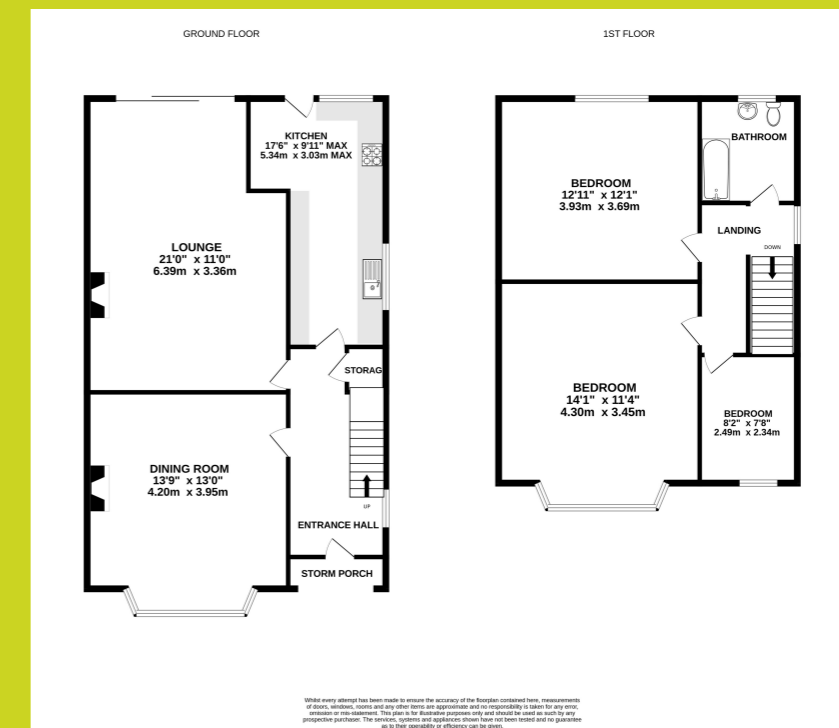 GROUND FLOOR
1ST FLOOR
KITCHEN
17'6" x 9'11" MAX
5.34m x 3.03m MAX
LOUNGE
21'0" x 11'0"
6.39m x 3.36m
STORAG
DINING ROOM
13'9" x 13'0"
4.20m x 3.95m
UP
ENTRANCE HALL
STORM PORCH
BATHROOM
BEDROOM
12'11" x 12'1"
3.93m x 3.69m
LANDING
DOWN
BEDROOM
14'1" x 11'4"
4.30m x 3.45m
BEDROOM
8'2" x 7'8"
2.49m x 2.34m
Whilst every attempt has been made to ensure the accuracy of the floorplan contained here, measurements
of doors, windows, rooms and any other items are approximate and no responsibility is taken for any error,
omission or mis-statement. This plan is for illustrative purposes only and should be used as such by any
prospective purchaser. The services, systems and appliances shown have not been tested and no guarantee
as to their operability or efficiency can be given.